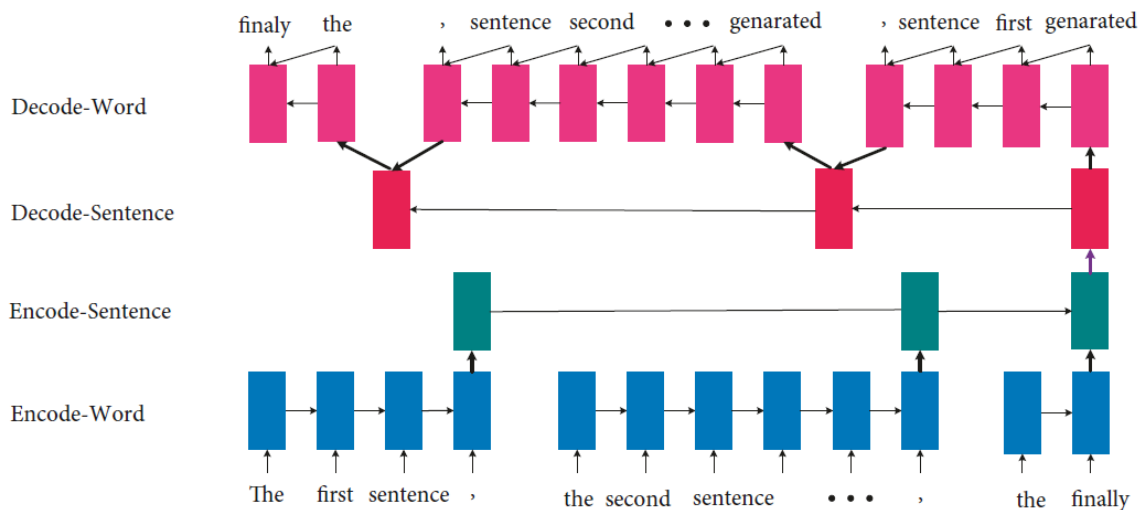 finaly the , sentence second • • • genarated , sentence first genarated
Decode-Word
Decode-Sentence
Encode-Sentence
Encode-Word
The first sentence , the second sentence • • • , the finally